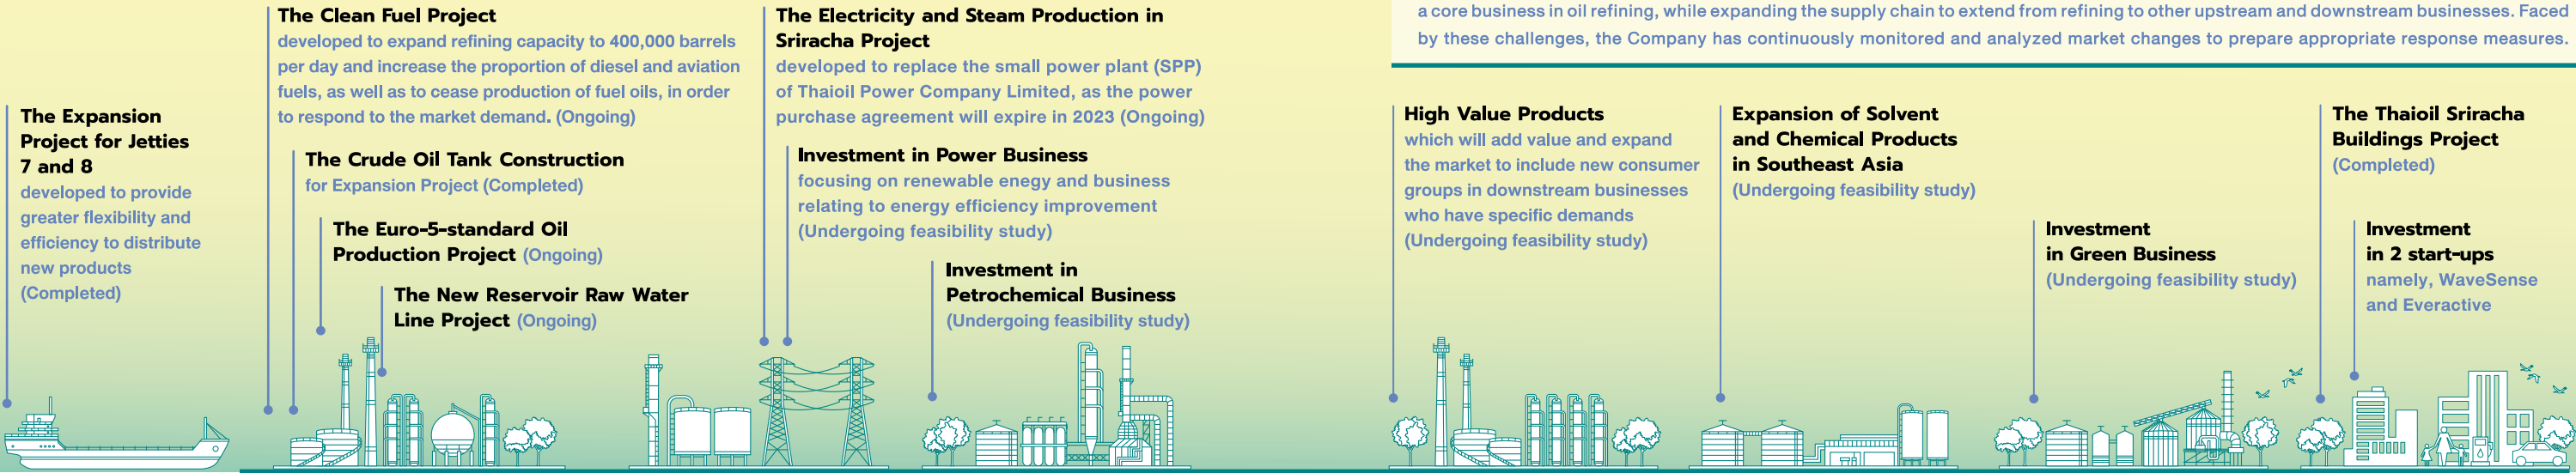 The Expansion
Project for Jetties
7 and 8
developed to provide
greater flexibility and
efficiency to distribute
new products
(Completed)
The Clean Fuel Project
developed to expand refining capacity to 400,000 barrels
per day and increase the proportion of diesel and aviation
fuels, as well as to cease production of fuel oils, in order
to respond to the market demand. (Ongoing)
The Crude Oil Tank Construction
for Expansion Project (Completed)
The Euro-5-standard Oil
Production Project (Ongoing)
The New Reservoir Raw Water
Line Project (Ongoing)
The Electricity and Steam Production in
Sriracha Project
developed to replace the small power plant (SPP)
of Thaioil Power Company Limited, as the power
purchase agreement will expire in 2023 (Ongoing)
Investment in Power Business
focusing on renewable enegy and business
relating to energy efficiency improvement
(Undergoing feasibility study)
Investment in
Petrochemical Business
(Undergoing feasibility study)
a core business in oil refining, while expanding the supply chain to extend from refining to other upstream and downstream businesses. Faced
by these challenges, the Company has continuously monitored and analyzed market changes to prepare appropriate response measures.
High Value Products
which will add value and expand
the market to include new consumer
groups in downstream businesses
who have specific demands
(Undergoing feasibility study)
Expansion of Solvent
and Chemical Products
in Southeast Asia
(Undergoing feasibility study)
Investment
in Green Business
(Undergoing feasibility study)
The Thaioil Sriracha
Buildings Project
(Completed)
Investment
in 2 start-ups
namely, WaveSense
and Everactive